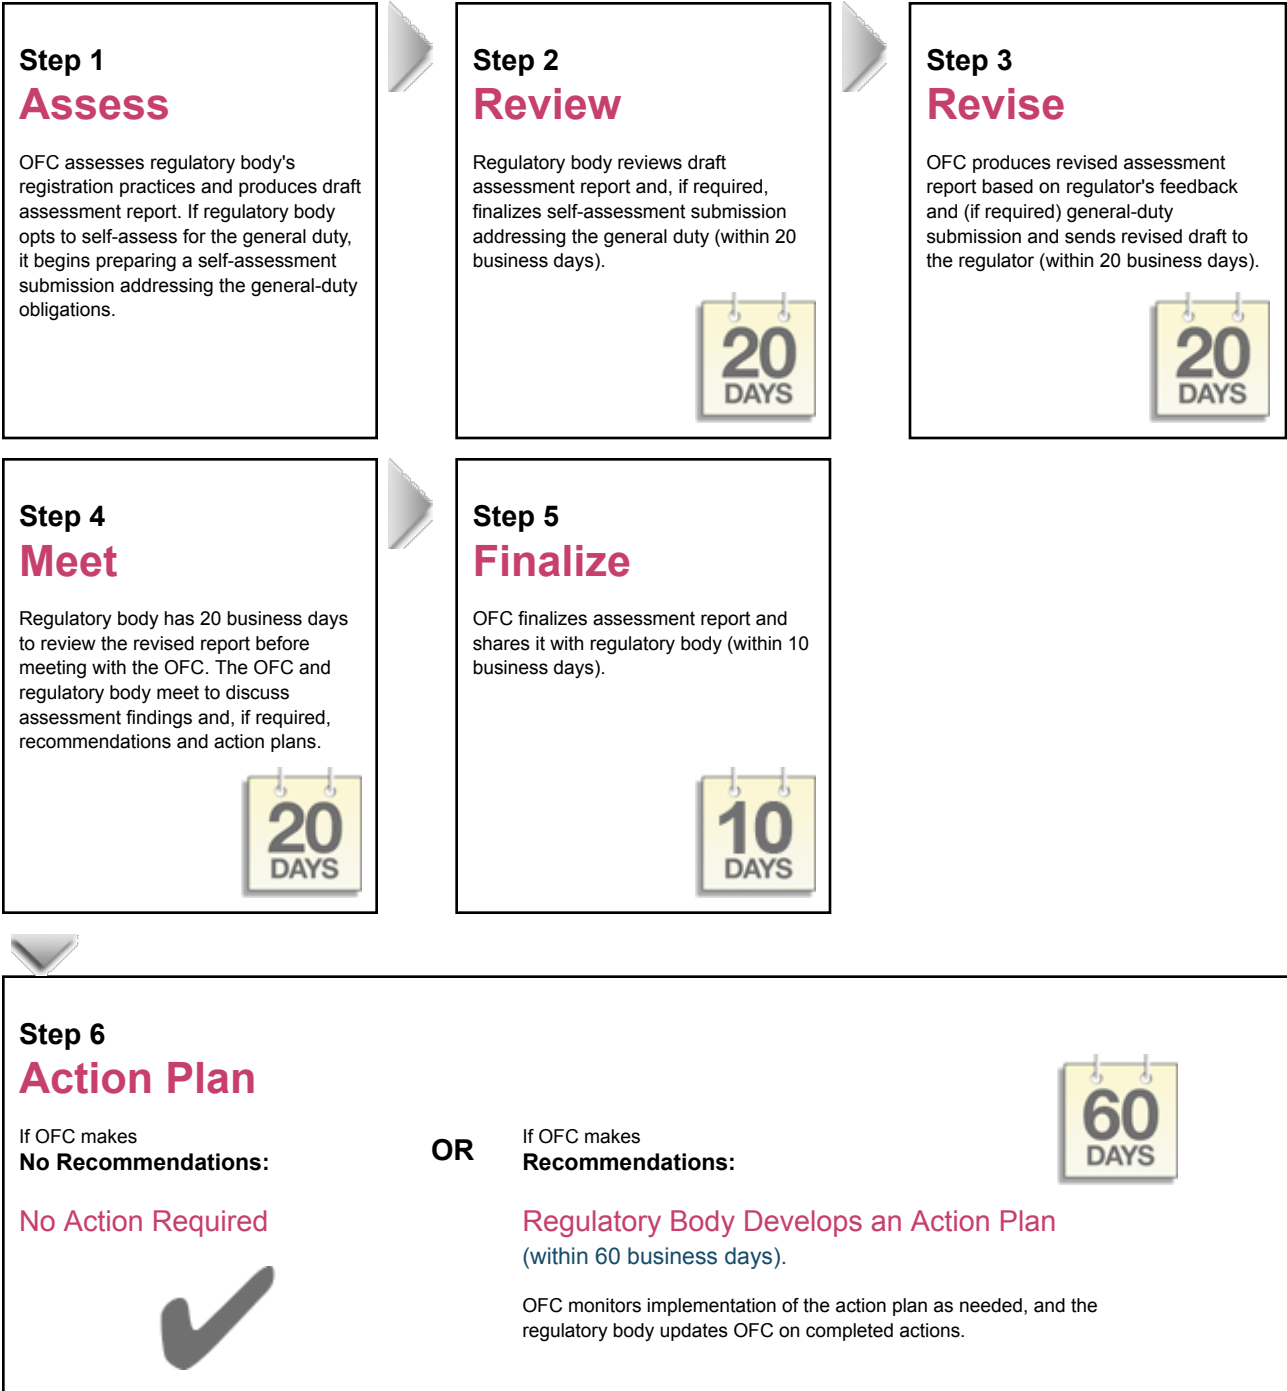 Step 1
Assess
OFC assesses regulatory body's
registration practices and produces draft
assessment report. If regulatory body
opts to self-assess for the general duty,
it begins preparing a self-assessment
submission addressing the general-duty
obligations.
Step 2
Review
Regulatory body reviews draft
assessment report and, if required,
finalizes self-assessment submission
addressing the general duty (within 20
business days).
20
DAYS
Step 3
Revise
OFC produces revised assessment
report based on regulator's feedback
and (if required) general-duty
submission and sends revised draft to
the regulator (within 20 business days).
20
DAYS
Step 4
Meet
Regulatory body has 20 business days
to review the revised report before
meeting with the OFC. The OFC and
regulatory body meet to discuss
assessment findings and, if required,
recommendations and action plans.
20
DAYS
Step 5
Finalize
OFC finalizes assessment report and
shares it with regulatory body (within 10
business days).
10
DAYS
Step 6
Action Plan
If OFC makes
No Recommendations:
No Action Required
OR
If OFC makes
Recommendations:
Regulatory Body Develops an Action Plan
(within 60 business days).
OFC monitors implementation of the action plan as needed, and the
regulatory body updates OFC on completed actions.
60
DAYS